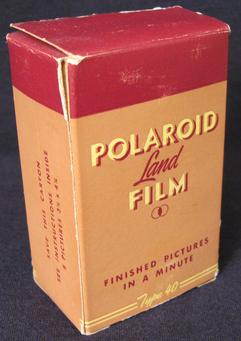 POLAROID
Land
FILM
FINISHED PICTURES
IN A MINUTE
Type 40
SAVE THIS CARTON
SEE INSTRUCTIONS INSIDE
8 PICTURES 3¼ x 4¼